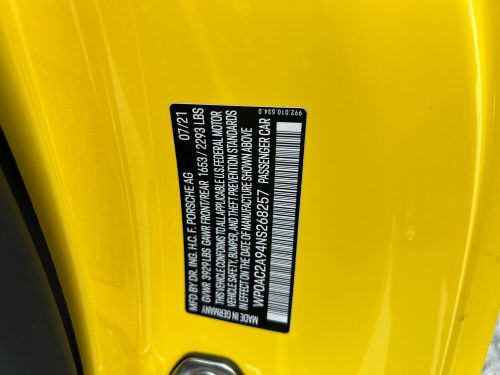 992.010.634.0
MFD BY DR. ING. H.C. F. PORSCHE AG 07/21
GVWR 3929 LBS GAWR FRONT/REAR 1653 / 2293 LBS
THIS VEHICLE CONFORMS TO ALL APPLICABLE U.S. FEDERAL MOTOR
VEHICLE SAFETY, BUMPER, AND THEFT PREVENTION STANDARDS
IN EFFECT ON THE DATE OF MANUFACTURE SHOWN ABOVE
WP0AC2A94NS268257 PASSENGER CAR
MADE IN GERMANY